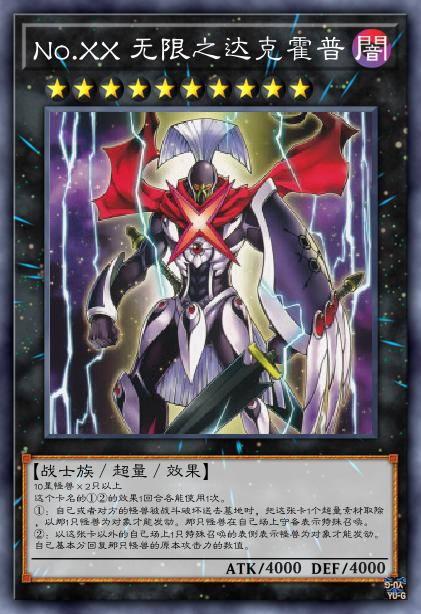 No.XX 无限之达克霍普
闇
【战士族／超量／效果】
10星怪兽×2只以上
这个卡名的①②的效果1回合各能使用1次。
①：自己或者对方的怪兽被战斗破坏送去墓地时，把这张卡1个超量素材取除
，以那1只怪兽为对象才能发动。那只怪兽在自己场上守备表示特殊召唤。
②：以这张卡以外的自己场上1只特殊召唤的表侧表示怪兽为对象才能发动。
自己基本分回复那只怪兽的原本攻击力的数值。
ATK/4000 DEF/4000
YU-G